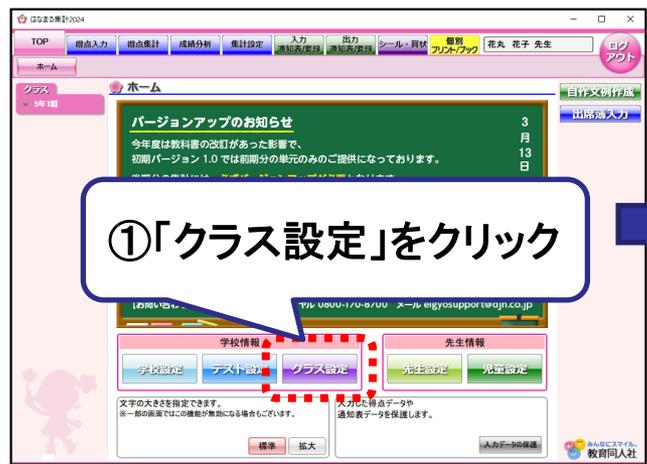 はなまる集計2024
TOP
得点入力
得点集計
成績分析
集計設定
入力
通知表/要録
出力
通知表/要録
シール・賞状
個別
プリント/ブック
花丸 花子 先生
ログ
アウト
ホーム
クラス
5年1組
ホーム
自作文例作成
出席簿入力
バージョンアップのお知らせ
3
月
13
日
今年度は教科書の改訂があった影響で、
初期バージョン 1.0 では前期分の単元のみのご提供になっております。
①「クラス設定」をクリック
ヤル 0800-170-8700 メール eigyosupport@djn.co.jp
学校情報
先生情報
学校設定
テスト設定
クラス設定
先生設定
児童設定
文字の大きさを指定できます。
※一部の画面ではこの機能が無効になる場合もございます。
標準
拡大
入力した得点データや
通知表データを保護します。
入力データの保護
みんなにスマイル。
教育同人社